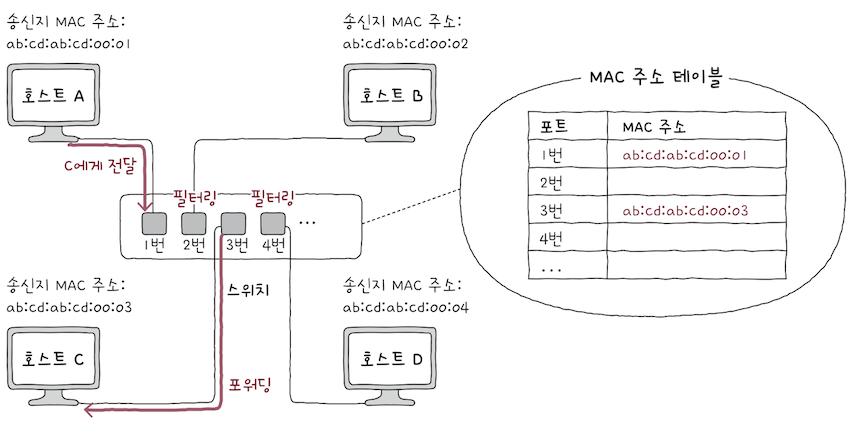 송신지 MAC 주소:
ab:cd:ab:cd:00:01
호스트 A
송신지 MAC 주소:
ab:cd:ab:cd:00:02
호스트 B
C에게 전달
필터링
필터링
1번
2번
3번
4번
...
스위치
송신지 MAC 주소:
ab:cd:ab:cd:00:03
호스트 C
포워딩
송신지 MAC 주소:
ab:cd:ab:cd:00:04
호스트 D
MAC 주소 테이블
포트 MAC 주소
1번 ab:cd:ab:cd:00:01
2번
3번 ab:cd:ab:cd:00:03
4번
...